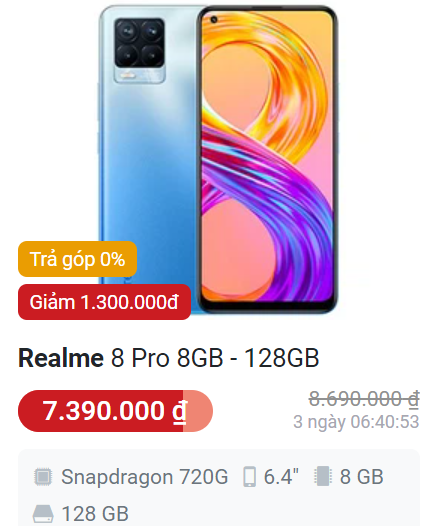 Trả góp 0%
Giảm 1.300.000đ
Realme 8 Pro 8GB - 128GB
7.390.000 ₫
8.690.000 ₫
3 ngày 06:40:53
Snapdragon 720G 6.4" 8 GB
128 GB